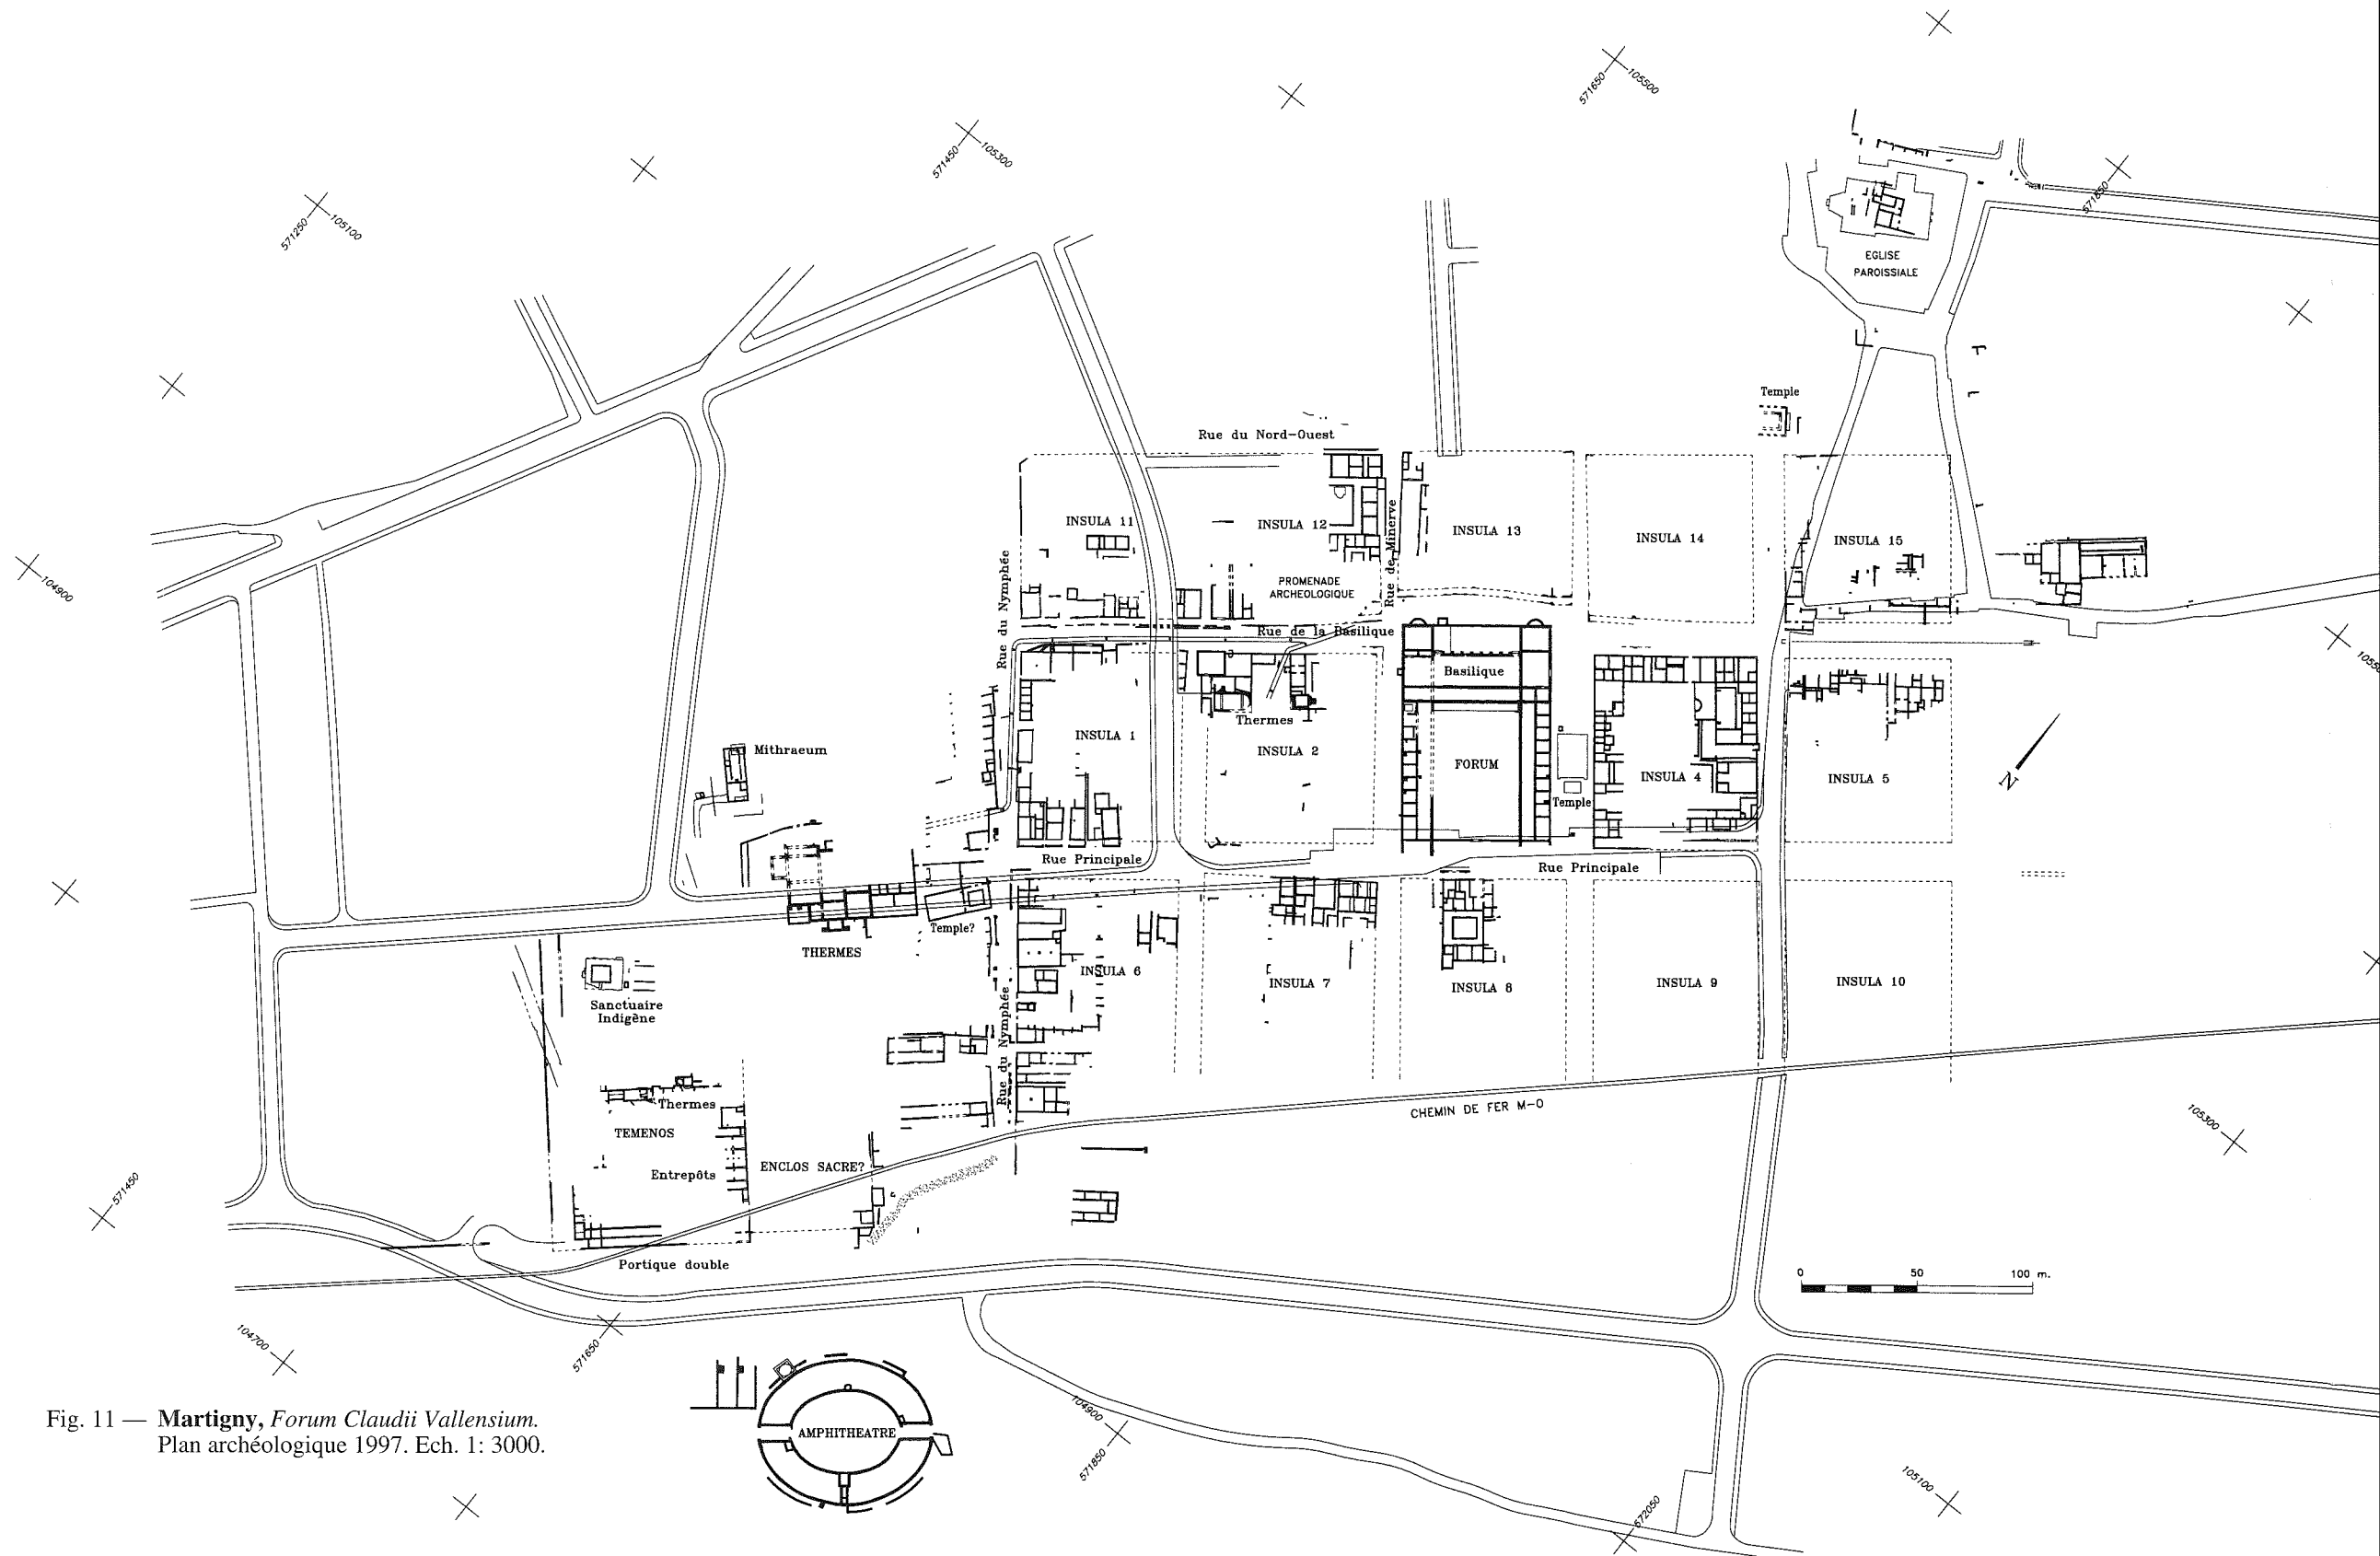 571650
105500
571450
105300
571850
571250
105100
EGLISE
PAROISSIALE
Temple
Rue du Nord-Ouest
INSULA 11
INSULA 12
INSULA 13
INSULA 14
INSULA 15
Rue de Minerve
Rue du Nymphée
PROMENADE
ARCHEOLOGIQUE
104900
Rue de la Basilique
Basilique
Thermes
INSULA 1
INSULA 2
FORUM
INSULA 4
INSULA 5
N
Mithraeum
Temple
Rue Principale
Rue Principale
Temple?
THERMES
INSULA 6
INSULA 7
INSULA 8
INSULA 9
INSULA 10
Sanctuaire
Indigène
Rue du Nymphée
Thermes
CHEMIN DE FER M-O
105300
TEMENOS
ENCLOS SACRE?
Entrepôts
571450
Portique double
0 50 100 m.
104700
571650
104900
AMPHITHEATRE
571850
105100
572050
Fig. 11 — Martigny, Forum Claudii Vallensium.
Plan archéologique 1997. Ech. 1: 3000.